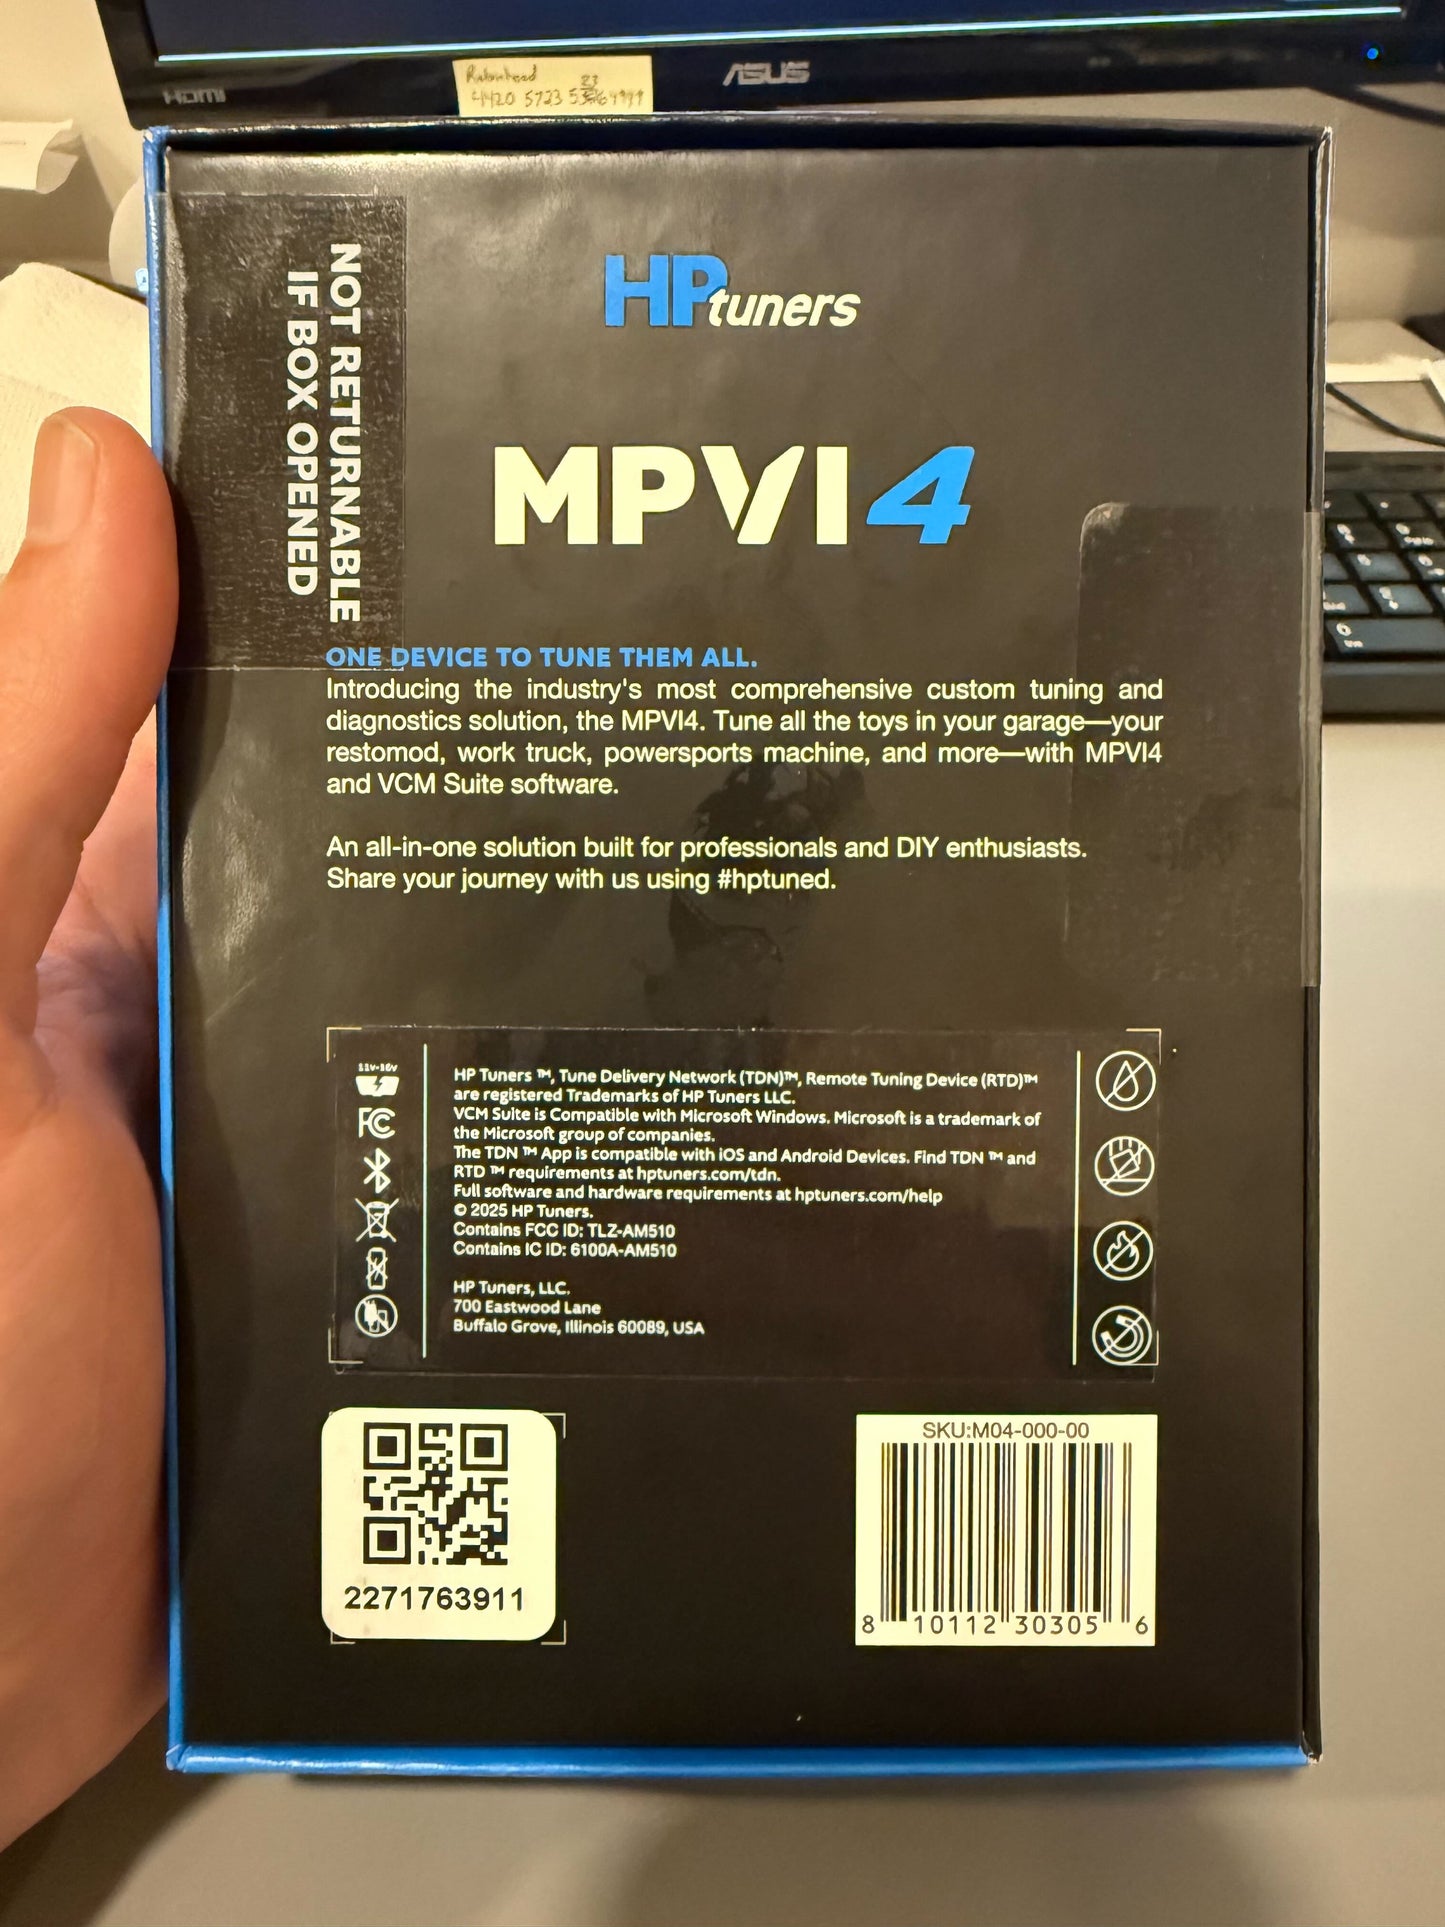 HDMI
ASUS
HPtuners
NOT RETURNABLE
IF BOX OPENED
MPVI4
ONE DEVICE TO TUNE THEM ALL.
Introducing the industry's most comprehensive custom tuning and
diagnostics solution, the MPVI4. Tune all the toys in your garage—your
restomod, work truck, powersports machine, and more—with MPVI4
and VCM Suite software.
An all-in-one solution built for professionals and DIY enthusiasts.
Share your journey with us using #hptuned.
11v-16v
FC
HP Tuners ™, Tune Delivery Network (TDN)™, Remote Tuning Device (RTD)™
are registered Trademarks of HP Tuners LLC.
VCM Suite is Compatible with Microsoft Windows. Microsoft is a trademark of
the Microsoft group of companies.
The TDN ™ App is compatible with iOS and Android Devices. Find TDN ™ and
RTD ™ requirements at hptuners.com/tdn.
Full software and hardware requirements at hptuners.com/help
© 2025 HP Tuners.
Contains FCC ID: TLZ-AM510
Contains IC ID: 6100A-AM510
HP Tuners, LLC.
700 Eastwood Lane
Buffalo Grove, Illinois 60089, USA
2271763911
SKU:M04-000-00
8 10112 30305 6